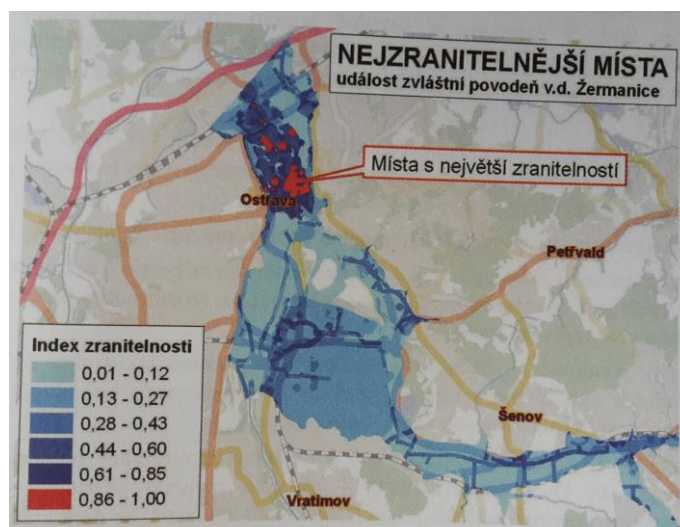 NEJZRANITELNĚJŠÍ MÍSTA
událost zvláštní povodeň v.d. Žermanice
Místa s největší zranitelností
Ostrava
Petřvald
Index zranitelnosti
0,01 - 0,12
0,13 - 0,27
0,28 - 0,43
0,44 - 0,60
0,61 - 0,85
0,86 - 1,00
Šenov
Vratimov